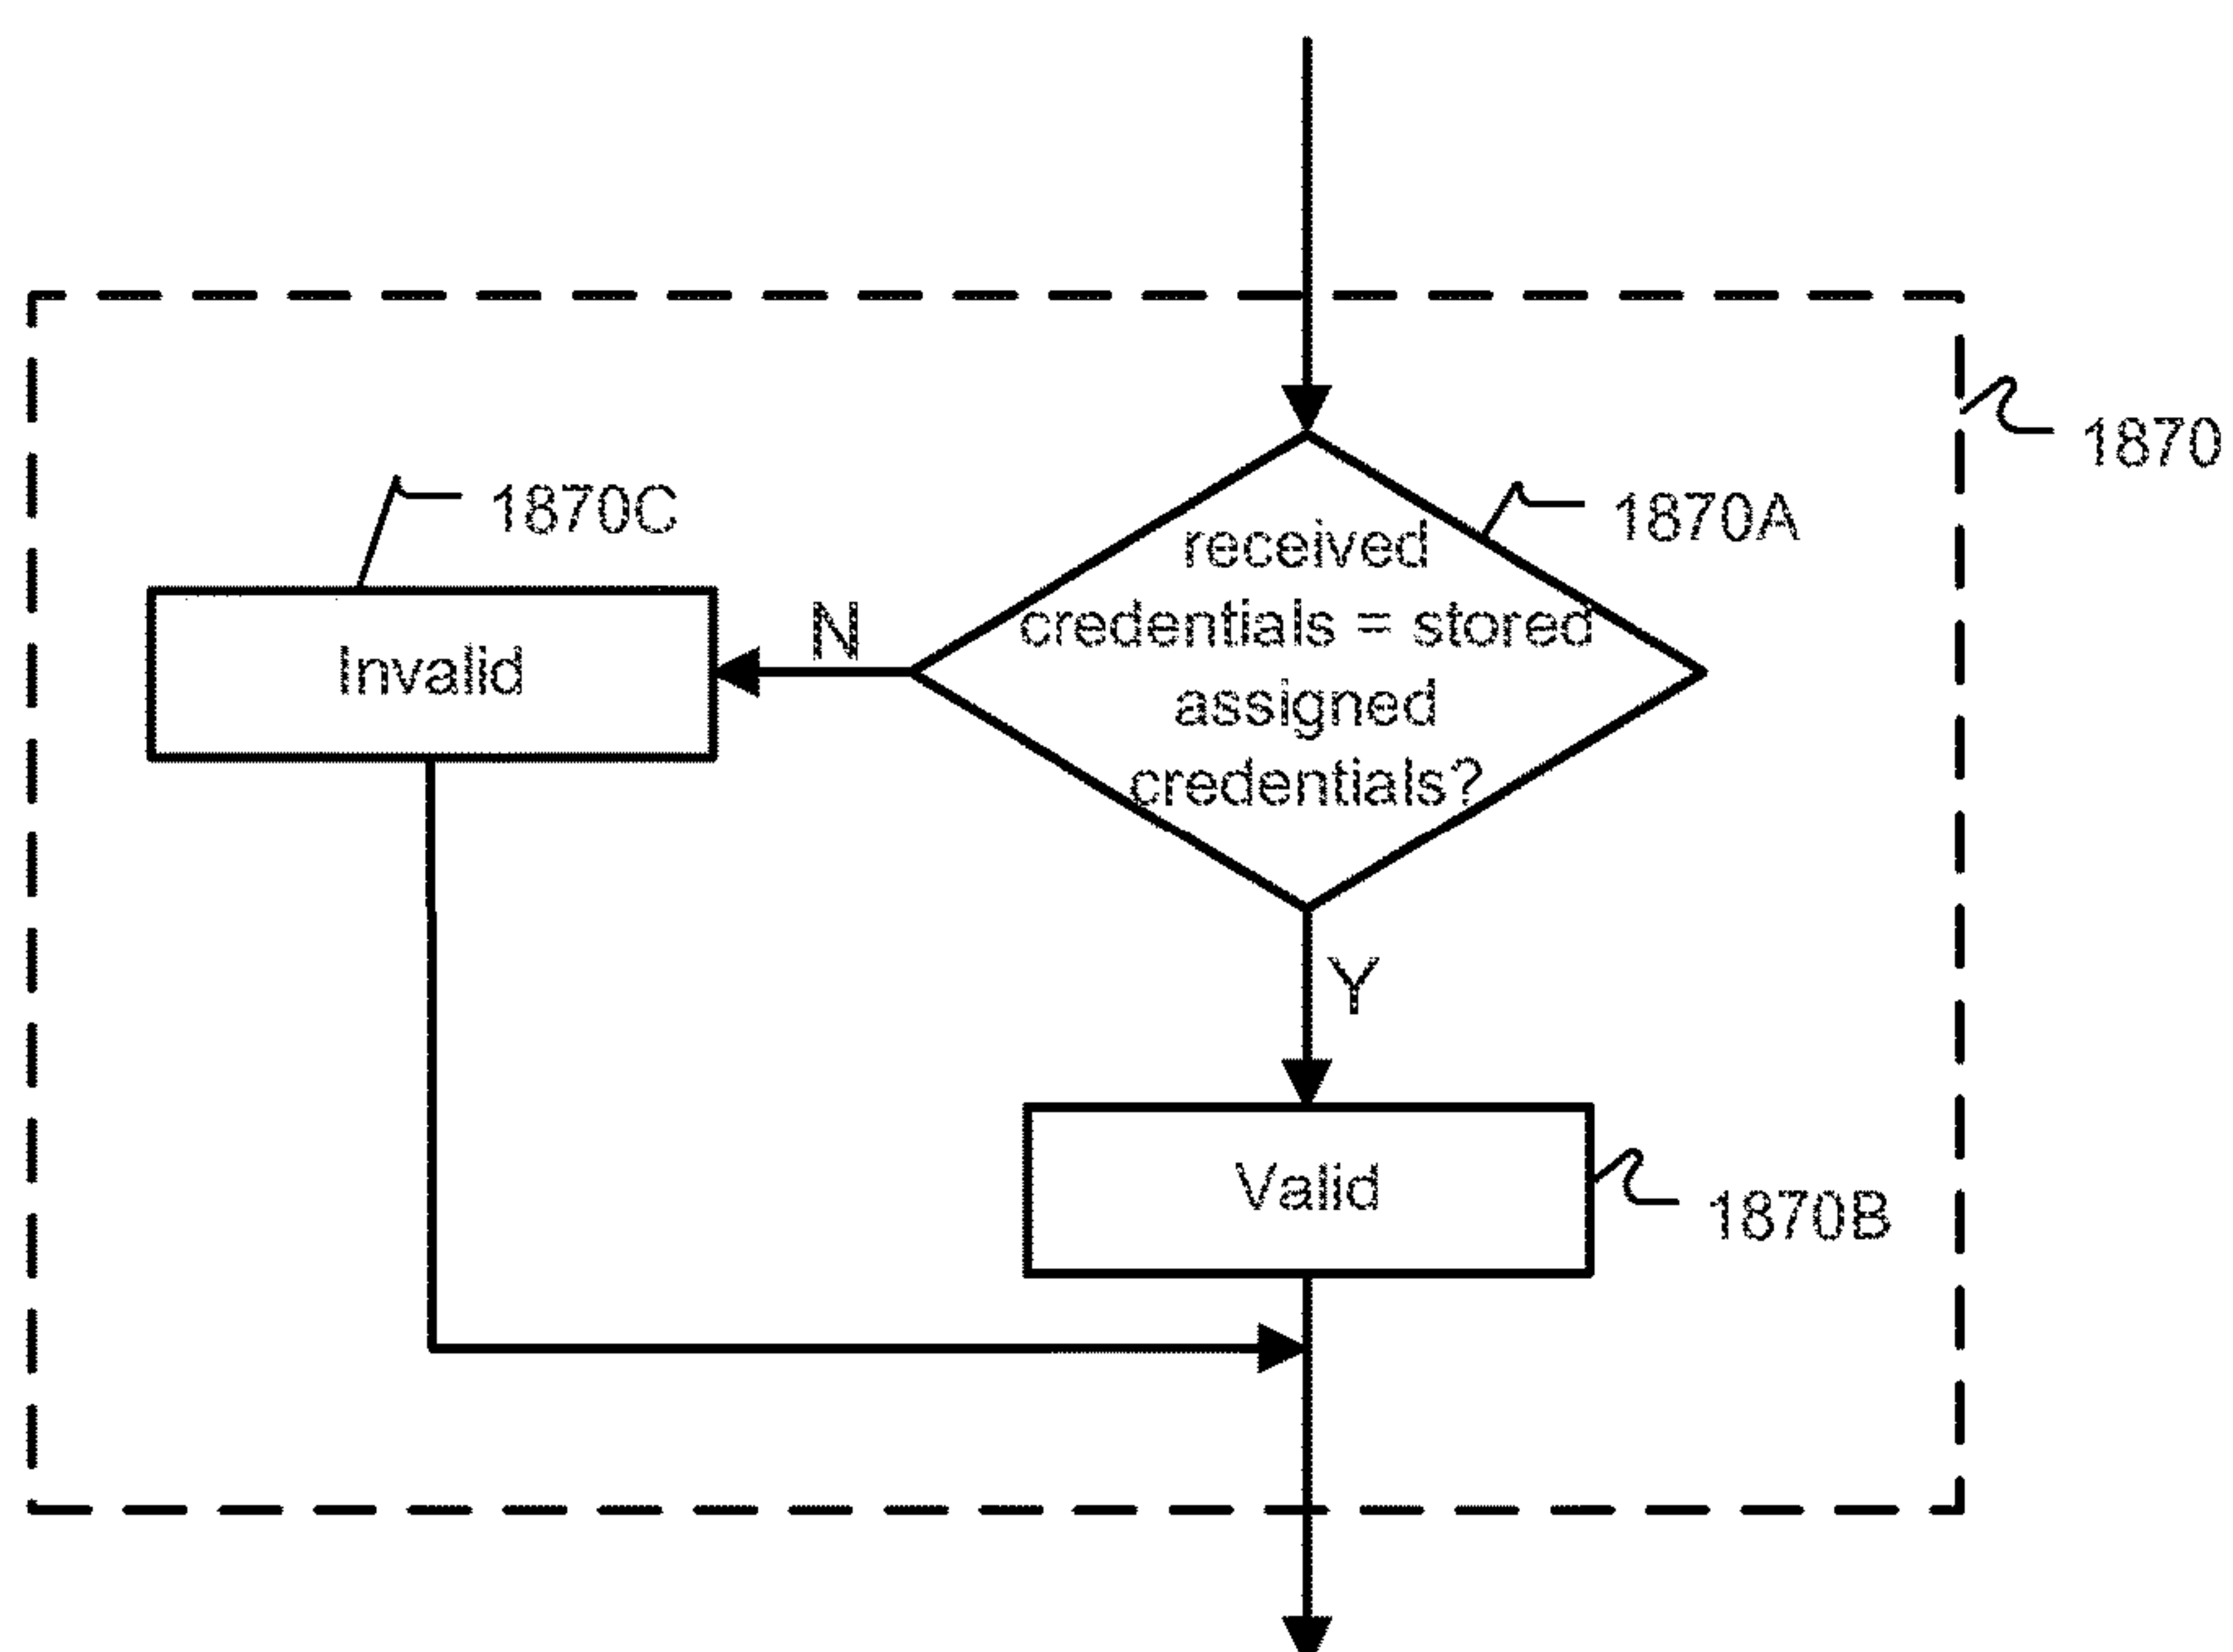 1870
1870C
1870A
received
credentials = stored
assigned
credentials?
N
Invalid
Y
Valid
1870B